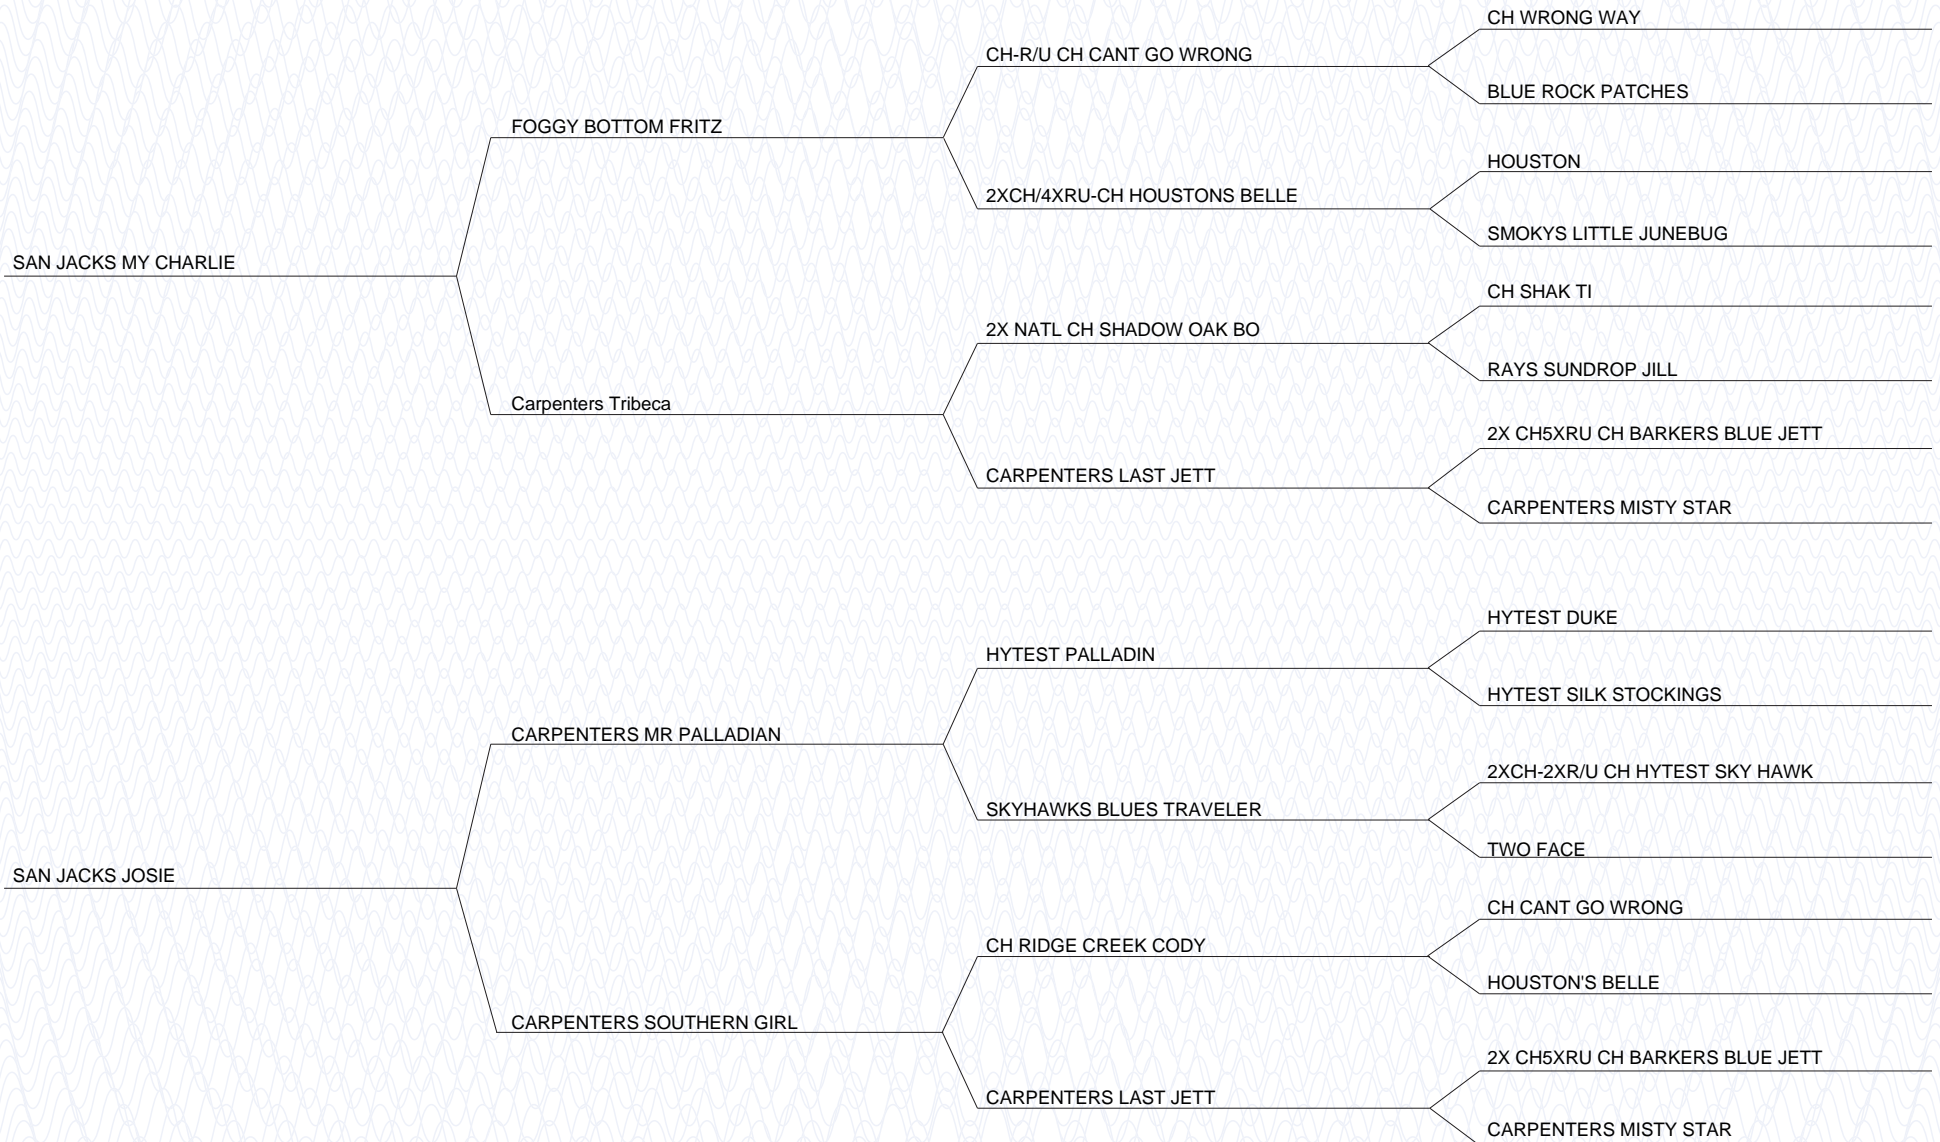 CH WRONG WAY
CH-R/U CH CANT GO WRONG
BLUE ROCK PATCHES
FOGGY BOTTOM FRITZ
HOUSTON
2XCH/4XRU-CH HOUSTONS BELLE
SMOKYS LITTLE JUNEBUG
SAN JACKS MY CHARLIE
CH SHAK TI
2X NATL CH SHADOW OAK BO
RAYS SUNDROP JILL
Carpenters Tribeca
2X CH5XRU CH BARKERS BLUE JETT
CARPENTERS LAST JETT
CARPENTERS MISTY STAR
HYTEST DUKE
HYTEST PALLADIN
HYTEST SILK STOCKINGS
CARPENTERS MR PALLADIAN
2XCH-2XR/U CH HYTEST SKY HAWK
SKYHAWKS BLUES TRAVELER
TWO FACE
SAN JACKS JOSIE
CH CANT GO WRONG
CH RIDGE CREEK CODY
HOUSTON'S BELLE
CARPENTERS SOUTHERN GIRL
2X CH5XRU CH BARKERS BLUE JETT
CARPENTERS LAST JETT
CARPENTERS MISTY STAR